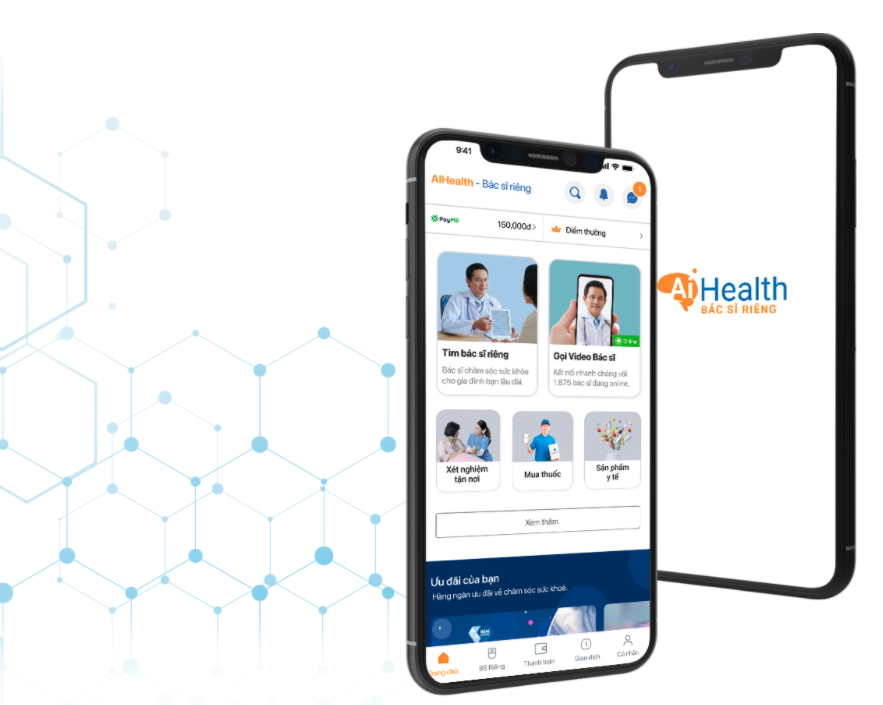 9:41
AIHealth - Bác sĩ riêng
1
PayME
150,000đ
Điểm thưởng
Online
Tìm bác sĩ riêng
Bác sĩ chăm sóc sức khỏe
cho gia đình bạn lâu dài.
Gọi Video Bác sĩ
Kết nối nhanh chóng với
1.875 bác sĩ đang online.
Xét nghiệm
tận nơi
Mua thuốc
Sản phẩm
y tế
Xem thêm
Ưu đãi của bạn
Hàng ngàn ưu đãi về chăm sóc sức khoẻ.
Trang chủ
BS Riêng
Thanh toán
Giao dịch
Cá nhân
Ai Health
BÁC SĨ RIÊNG